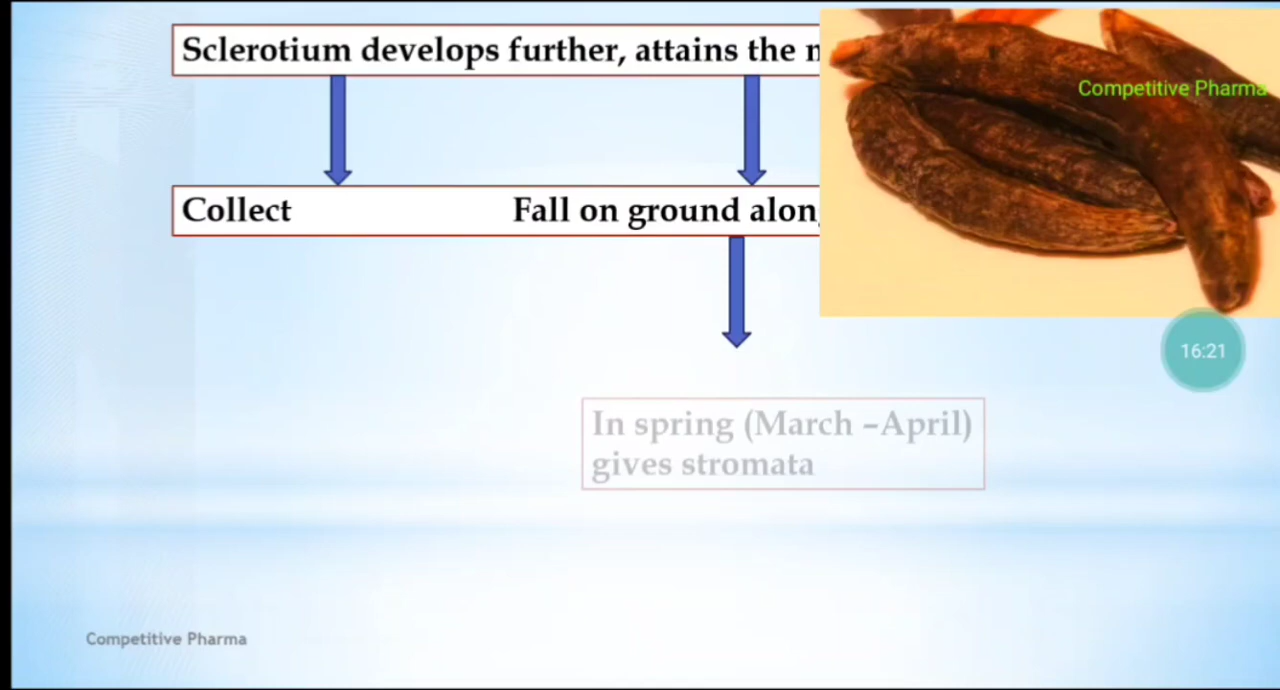 Sclerotium develops further, attains the
Competitive Pharma
Collect Fall on ground
16:21
In spring (March –April)
gives stromata
Competitive Pharma